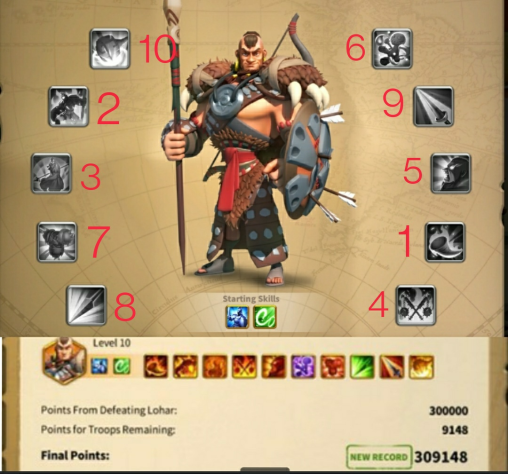 10
6
2
9
3
5
7
1
8
4
Starting Skills
Level 10
Points From Defeating Lohar: 300000
Points for Troops Remaining: 9148
Final Points: NEW RECORD 309148